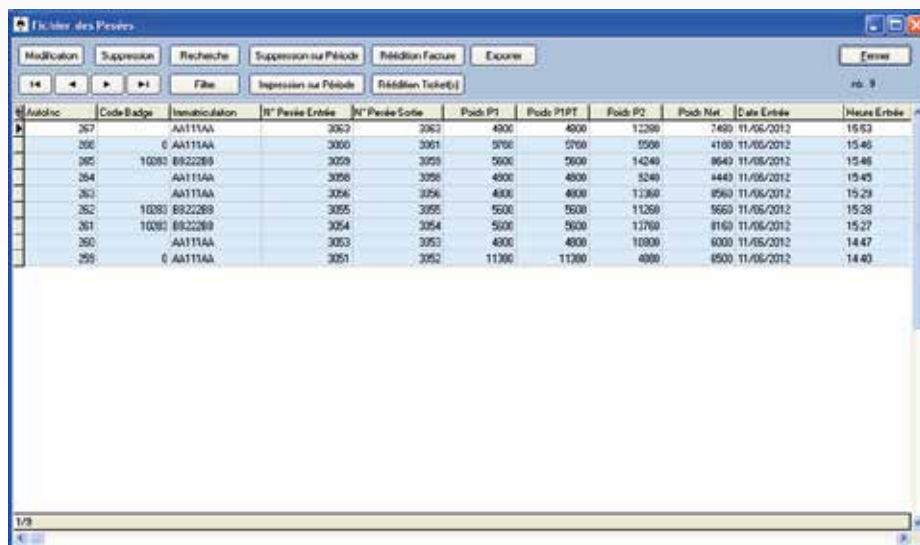 Fichier des Pesées
Modification Suppression Recherche Suppression sur Période Réédition Facture Exporter Fermer
Filtre Impression sur Période Réédition Ticket(s) nb: 9
AutoInc Code Badge Immatriculation N° Pesée Entrée N° Pesée Sortie Poids P1 Poids P1PT Poids P2 Poids Net Date Entrée Heure Entrée
267 AA111AA 3063 3063 4800 4800 12280 7480 11/06/2012 15:53
266 0 AA111AA 3060 3061 9700 9700 5500 11/06/2012 15:46
265 10283 BB222BB 3059 3059 5600 5600 14240 8640 11/06/2012 15:46
264 AA111AA 3058 3058 4800 4800 9240 4440 11/06/2012 15:45
263 AA111AA 3056 3056 4800 4800 13360 8560 11/06/2012 15:29
262 10283 BB222BB 3055 3055 5600 5600 11260 5660 11/06/2012 15:28
261 10283 BB222BB 3054 3054 5600 5600 13760 8160 11/06/2012 15:27
260 AA111AA 3053 3053 4800 4800 10800 6000 11/06/2012 14:47
259 0 AA111AA 3051 3052 11380 11380 11/06/2012 14:40
1/9